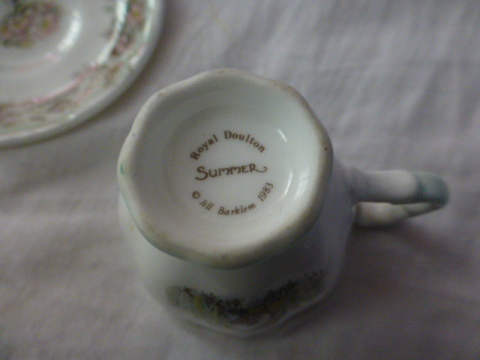 Royal Doulton
SUMMER
© Jill Barklem 1983